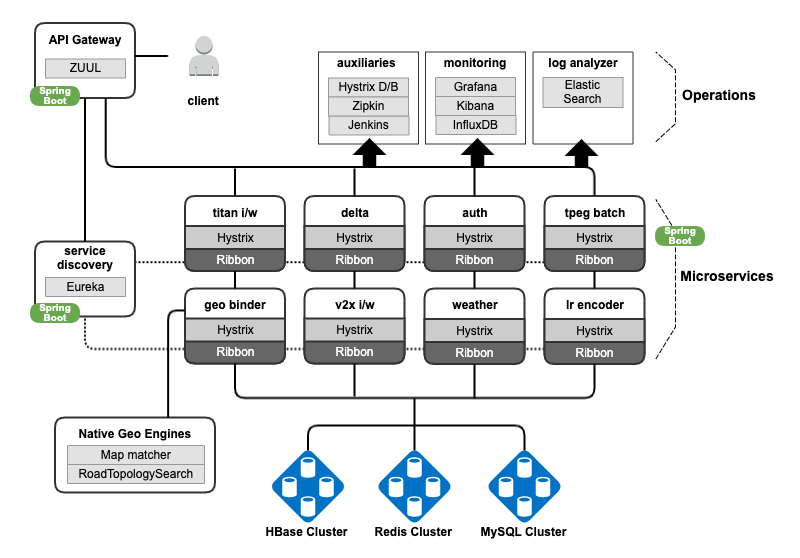 API Gateway
ZUUL
Spring
Boot
client
auxiliaries
Hystrix D/B
Zipkin
Jenkins
monitoring
Grafana
Kibana
InfluxDB
log analyzer
Elastic
Search
Operations
titan i/w
Hystrix
Ribbon
delta
Hystrix
Ribbon
auth
Hystrix
Ribbon
tpeg batch
Hystrix
Ribbon
Spring
Boot
Microservices
service
discovery
Eureka
Spring
Boot
geo binder
Hystrix
Ribbon
v2x i/w
Hystrix
Ribbon
weather
Hystrix
Ribbon
lr encoder
Hystrix
Ribbon
Native Geo Engines
Map matcher
RoadTopologySearch
HBase Cluster
Redis Cluster
MySQL Cluster